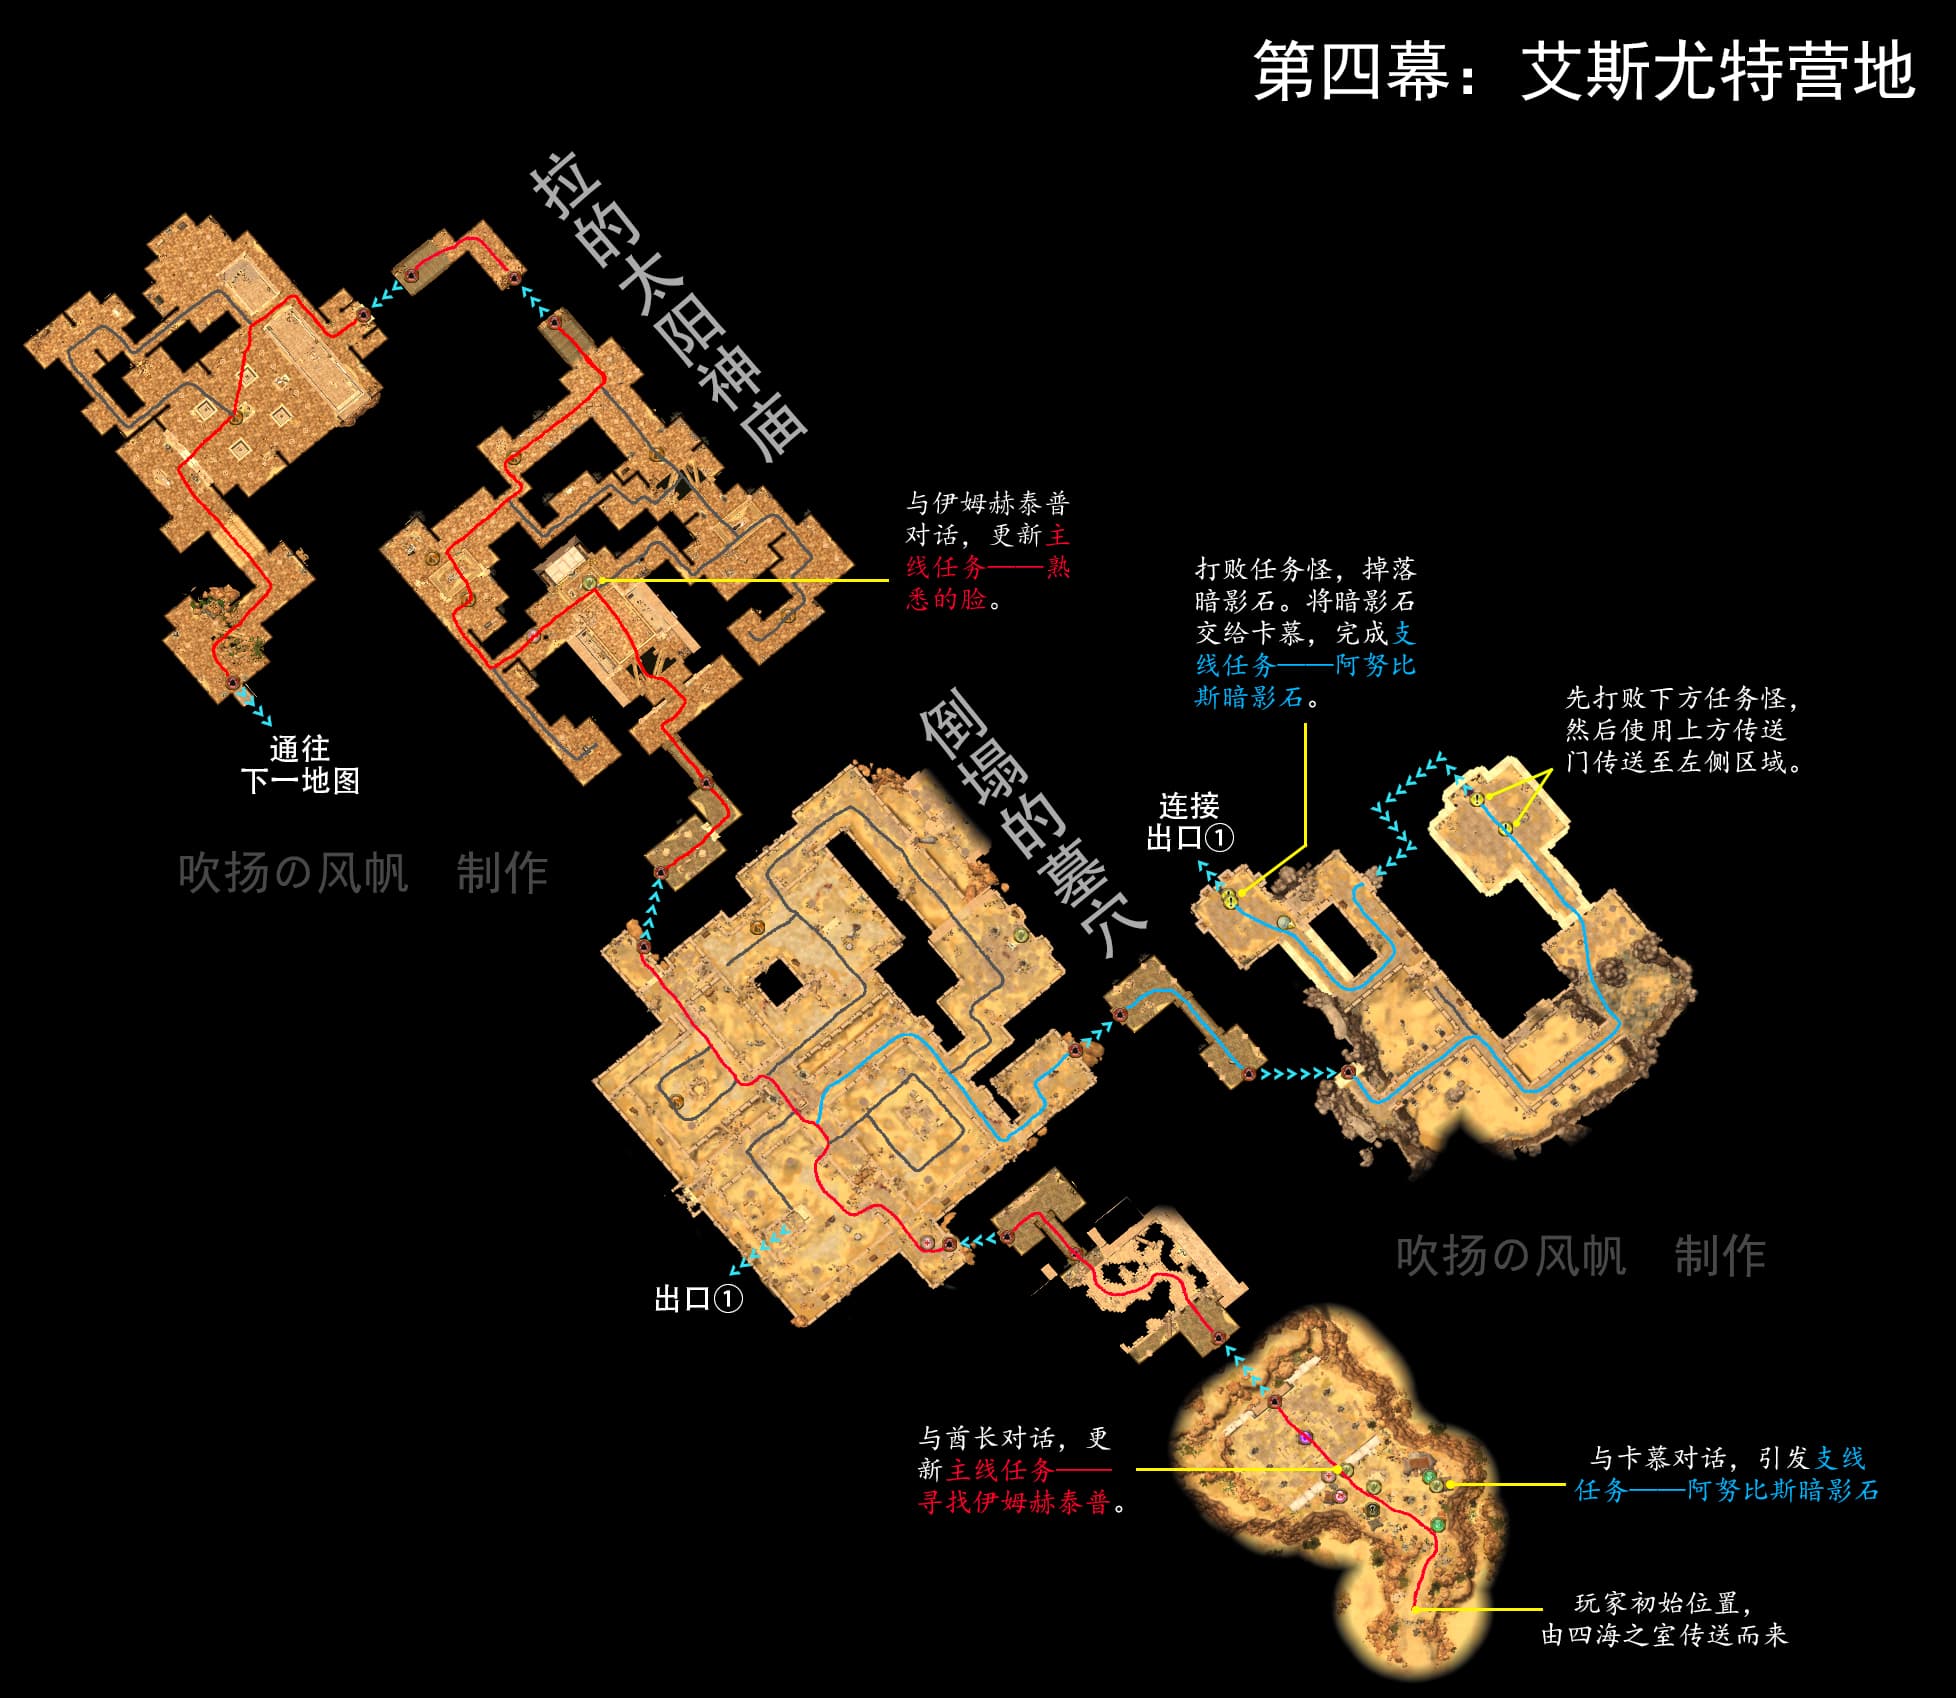 第四幕：艾斯尤特营地
拉的太阳神庙
与伊姆赫泰普
对话，更新主
线任务——熟
悉的脸。
打败任务怪，掉落
暗影石。将暗影石
交给卡慕，完成支
线任务——阿努比
斯暗影石。
先打败下方任务怪，
然后使用上方传送
门传送至左侧区域。
倒塌的墓穴
通往
下一地图
连接
出口①
吹扬の风帆 制作
吹扬の风帆 制作
出口①
与酋长对话，更
新主线任务——
寻找伊姆赫泰普。
与卡慕对话，引发支线
任务——阿努比斯暗影石
玩家初始位置，
由四海之室传送而来